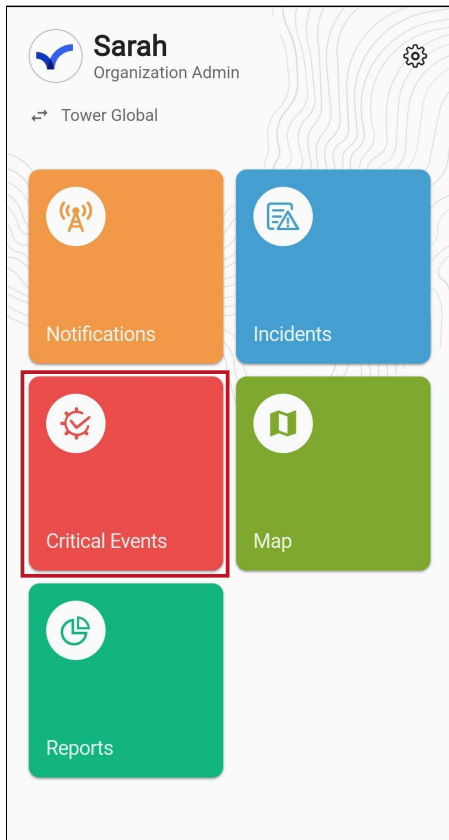 Sarah
Organization Admin
Tower Global
Notifications
Incidents
Critical Events
Map
Reports